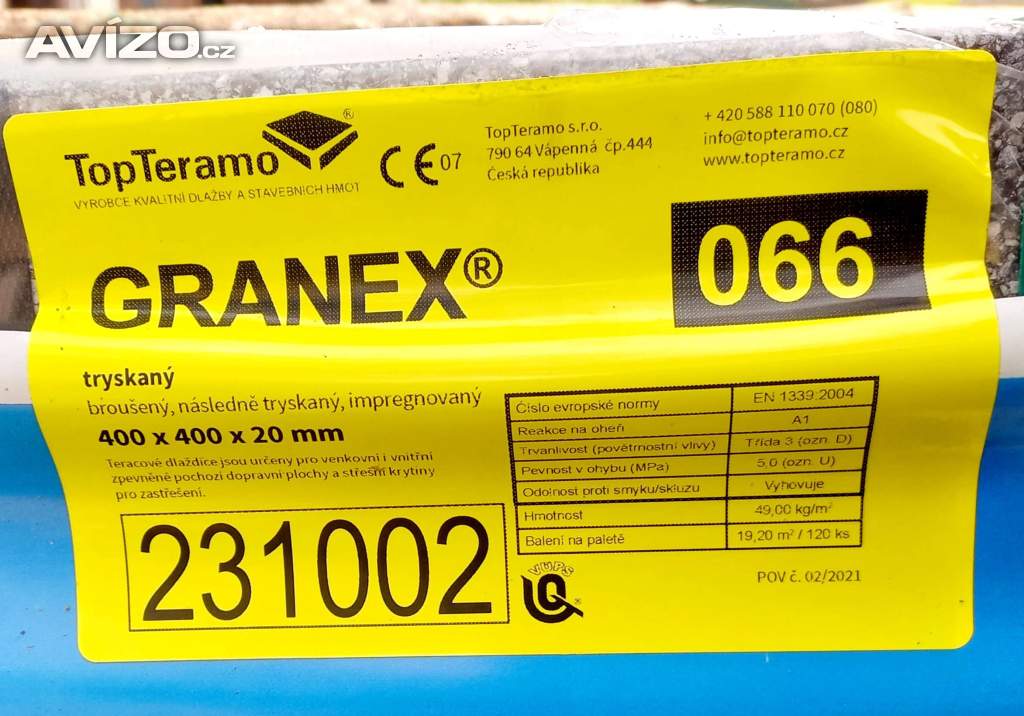 AVÍZO.cz
TopTeramo®
VÝROBCE KVALITNÍ DLAŽBY A STAVEBNÍCH HMOT
CE 07
TopTeramo s.r.o.
790 64 Vápenná čp.444
Česká republika
+ 420 588 110 070 (080)
info@topteramo.cz
www.topteramo.cz
GRANEX®
066
tryskaný
broušený, následně tryskaný, impregnovaný
400 x 400 x 20 mm
Teracové dlaždice jsou určeny pro venkovní i vnitřní
zpevněné pochozí dopravní plochy a střešní krytiny
pro zastřešení.
231002
Číslo evropské normy EN 1339:2004
Reakce na oheň A1
Trvanlivost (povětrnostní vlivy) Třída 3 (ozn. D)
Pevnost v ohybu (MPa) 5,0 (ozn. U)
Odolnost proti smyku/skluzu Vyhovuje
Hmotnost 49,00 kg/m²
Balení na paletě 19,20 m² / 120 ks
VÚPS
POV č. 02/2021